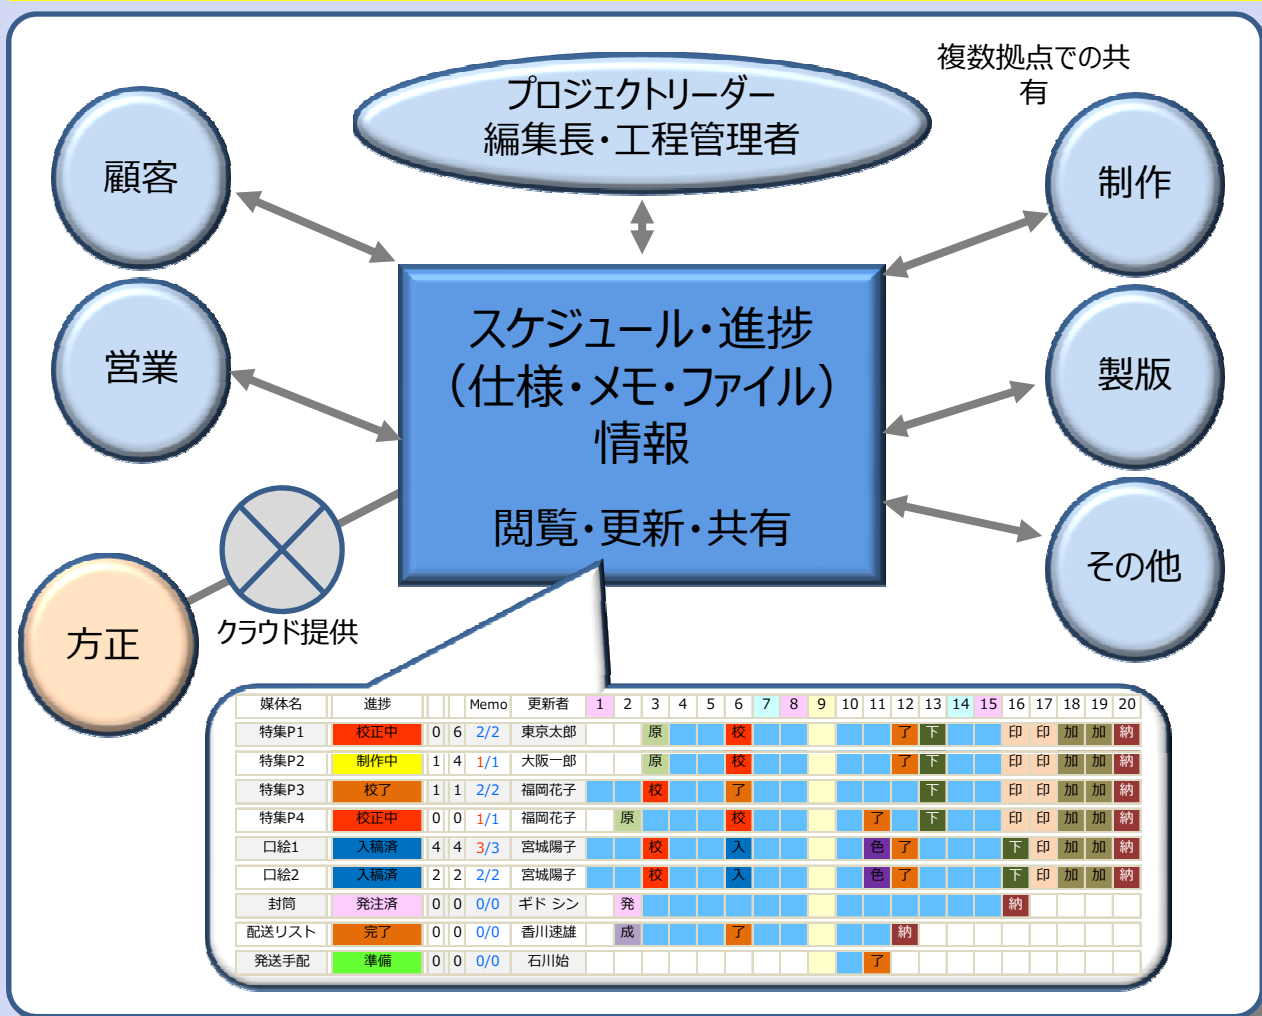 複数拠点での共
有
プロジェクトリーダー
編集長・工程管理者
顧客
制作
営業
製版
スケジュール・進捗
（仕様・メモ・ファイル）
情報
閲覧・更新・共有
その他
方正
クラウド提供
媒体名 進捗 Memo 更新者 1 2 3 4 5 6 7 8 9 10 11 12 13 14 15 16 17 18 19 20
特集P1 校正中 0 6 2/2 東京太郎 原 校 了 下 印 印 加 加 納
特集P2 制作中 1 4 1/1 大阪一郎 原 校 了 下 印 印 加 加 納
特集P3 校了 1 1 2/2 福岡花子 校 了 下 印 印 加 加 納
特集P4 校正中 0 0 1/1 福岡花子 原 校 了 下 印 印 加 加 納
口絵1 入稿済 4 4 3/3 宮城陽子 校 入 色 了 下 印 加 加 納
口絵2 入稿済 2 2 2/2 宮城陽子 校 入 色 了 下 印 加 加 納
封筒 発注済 0 0 0/0 ギド シン 発 納
配送リスト 完了 0 0 0/0 香川速雄 成 了 納
発送手配 準備 0 0 0/0 石川始 了